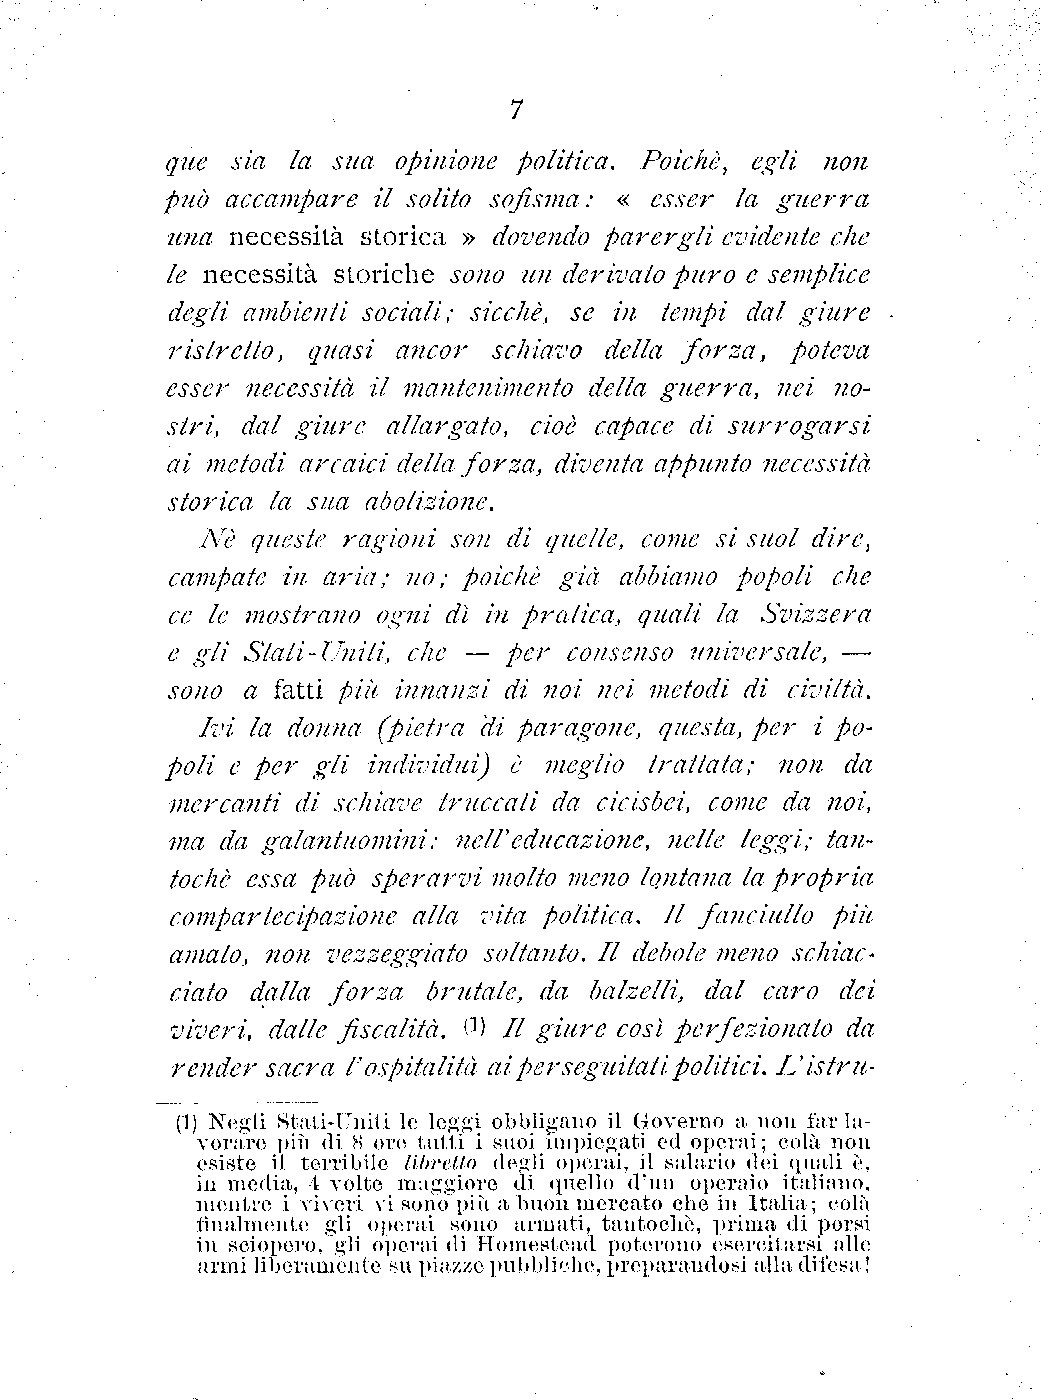 7
que sia la sua opinione politica. Poichè, egli non
può accampare il solito sofisma: « esser la guerra
una necessità storica » dovendo parergli evidente che
le necessità storiche sono un derivato puro e semplice
degli ambienti sociali; sicchè, se in tempi dal giure
ristretto, quasi ancor schiavo della forza, poteva
esser necessità il mantenimento della guerra, nei no-
stri, dal giure allargato, cioè capace di surrogarsi
ai metodi arcaici della forza, diventa appunto necessità
storica la sua abolizione.
Nè queste ragioni son di quelle, come si suol dire,
campate in aria; no; poichè già abbiamo popoli che
ce le mostrano ogni dì in pratica, quali la Svizzera
e gli Stati-Uniti, che — per consenso universale, —
sono a fatti più innanzi di noi nei metodi di civiltà.
Ivi la donna (pietra di paragone, questa, per i po-
poli e per gli individui) è meglio trattata; non da
mercanti di schiave truccati da cicisbei, come da noi,
ma da galantuomini: nell'educazione, nelle leggi; tan-
tochè essa può sperarvi molto meno lontana la propria
compartecipazione alla vita politica. Il fanciullo più
amato, non vezzeggiato soltanto. Il debole meno schiac-
ciato dalla forza brutale, da balzelli, dal caro dei
viveri, dalle fiscalità. (1) Il giure così perfezionato da
render sacra l'ospitalità ai perseguitati politici. L'istru-
(1) Negli Stati-Uniti le leggi obbligano il Governo a non far la-
vorare più di 8 ore tutti i suoi impiegati ed operai; colà non
esiste il terribile libretto degli operai, il salario dei quali è,
in media, 4 volte maggiore di quello d'un operaio italiano,
mentre i viveri vi sono più a buon mercato che in Italia; colà
finalmente gli operai sono armati, tantochè, prima di porsi
in sciopero, gli operai di Homestead poterono esercitarsi alle
armi liberamente su piazze pubbliche, preparandosi alla difesa!